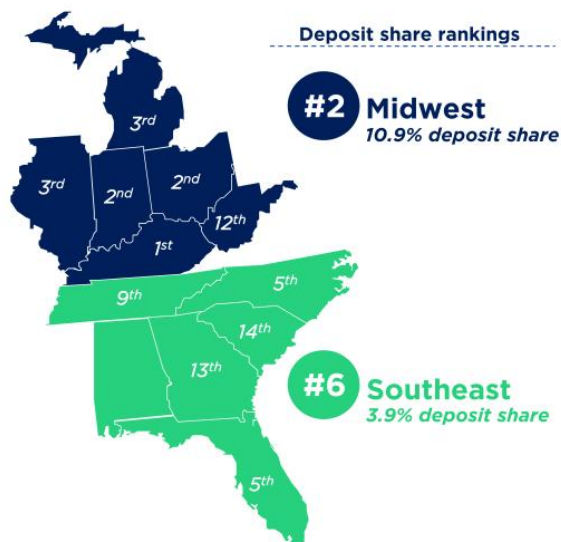 Deposit share rankings
#2 Midwest
10.9% deposit share
3rd
3rd
2nd
2nd
12th
1st
9th
5th
14th
13th
#6 Southeast
3.9% deposit share
5th